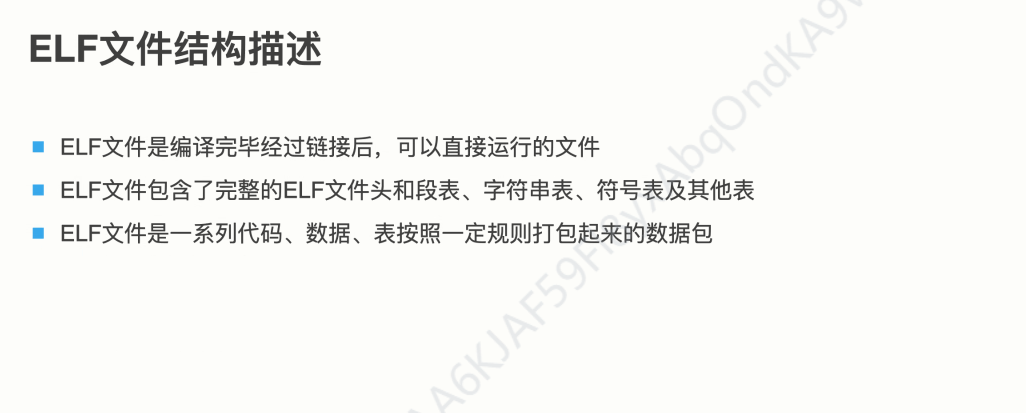 ELF文件结构描述
ELF文件是编译完毕经过链接后，可以直接运行的文件
ELF文件包含了完整的ELF文件头和段表、字符串表、符号表及其他表
ELF文件是一系列代码、数据、表按照一定规则打包起来的数据包